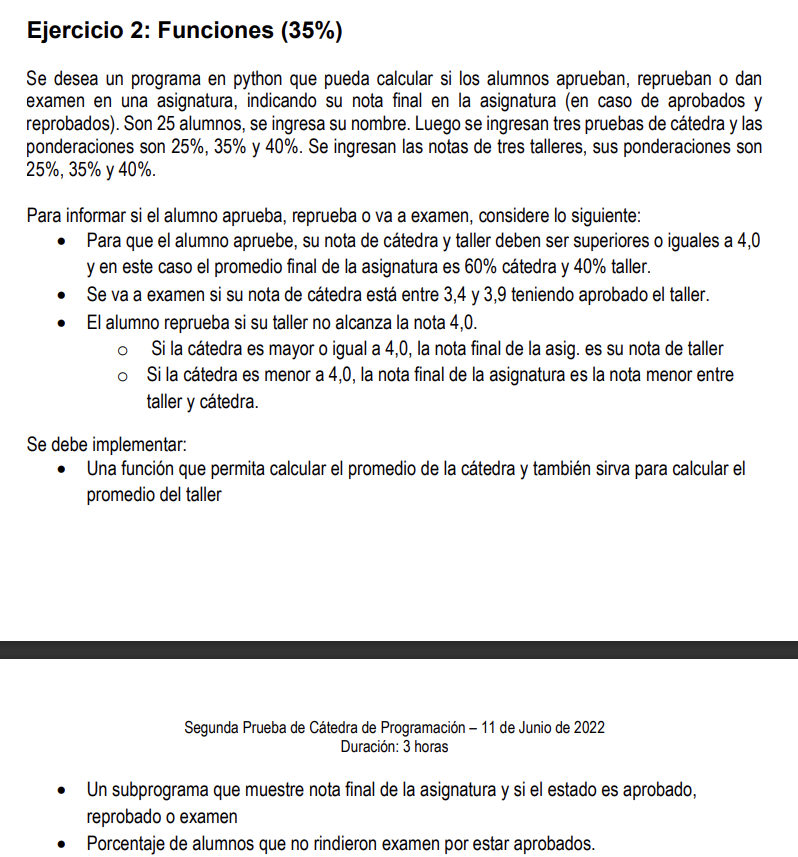 Ejercicio 2: Funciones (35%)
Se desea un programa en python que pueda calcular si los alumnos aprueban, reprueban o dan
examen en una asignatura, indicando su nota final en la asignatura (en caso de aprobados y
reprobados). Son 25 alumnos, se ingresa su nombre. Luego se ingresan tres pruebas de cátedra y las
ponderaciones son 25%, 35% y 40%. Se ingresan las notas de tres talleres, sus ponderaciones son
25%, 35% y 40%.
Para informar si el alumno aprueba, reprueba o va a examen, considere lo siguiente:
• Para que el alumno apruebe, su nota de cátedra y taller deben ser superiores o iguales a 4,0
y en este caso el promedio final de la asignatura es 60% cátedra y 40% taller.
• Se va a examen si su nota de cátedra está entre 3,4 y 3,9 teniendo aprobado el taller.
• El alumno reprueba si su taller no alcanza la nota 4,0.
o Si la cátedra es mayor o igual a 4,0, la nota final de la asig. es su nota de taller
o Si la cátedra es menor a 4,0, la nota final de la asignatura es la nota menor entre
taller y cátedra.
Se debe implementar:
• Una función que permita calcular el promedio de la cátedra y también sirva para calcular el
promedio del taller
Segunda Prueba de Cátedra de Programación – 11 de Junio de 2022
Duración: 3 horas
• Un subprograma que muestre nota final de la asignatura y si el estado es aprobado,
reprobado o examen
• Porcentaje de alumnos que no rindieron examen por estar aprobados.